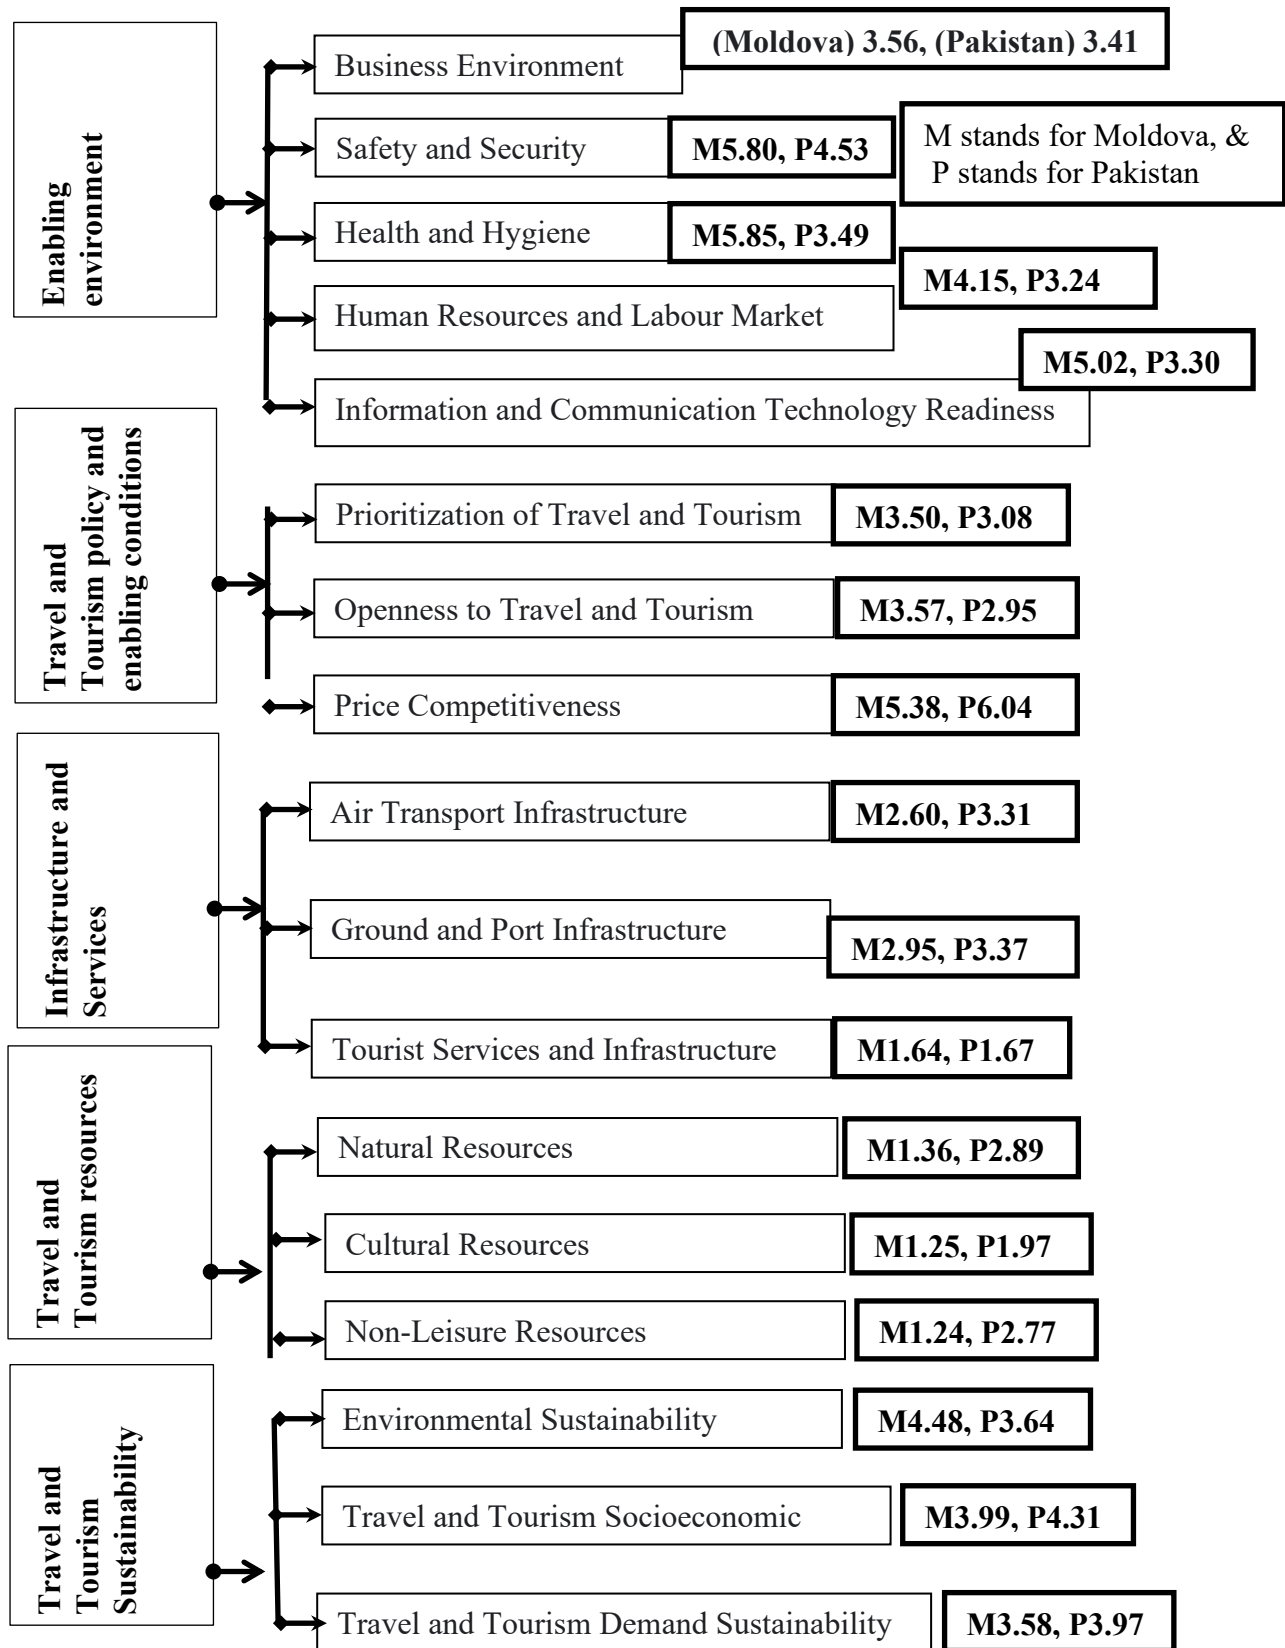 Enabling
environment
Business Environment
(Moldova) 3.56, (Pakistan) 3.41
Safety and Security
M5.80, P4.53
M stands for Moldova, &
P stands for Pakistan
Health and Hygiene
M5.85, P3.49
Human Resources and Labour Market
M4.15, P3.24
Information and Communication Technology Readiness
M5.02, P3.30
Travel and
Tourism policy and
enabling conditions
Prioritization of Travel and Tourism
M3.50, P3.08
Openness to Travel and Tourism
M3.57, P2.95
Price Competitiveness
M5.38, P6.04
Infrastructure and
Services
Air Transport Infrastructure
M2.60, P3.31
Ground and Port Infrastructure
M2.95, P3.37
Tourist Services and Infrastructure
M1.64, P1.67
Travel and
Tourism resources
Natural Resources
M1.36, P2.89
Cultural Resources
M1.25, P1.97
Non-Leisure Resources
M1.24, P2.77
Travel and
Tourism
Sustainability
Environmental Sustainability
M4.48, P3.64
Travel and Tourism Socioeconomic
M3.99, P4.31
Travel and Tourism Demand Sustainability
M3.58, P3.97